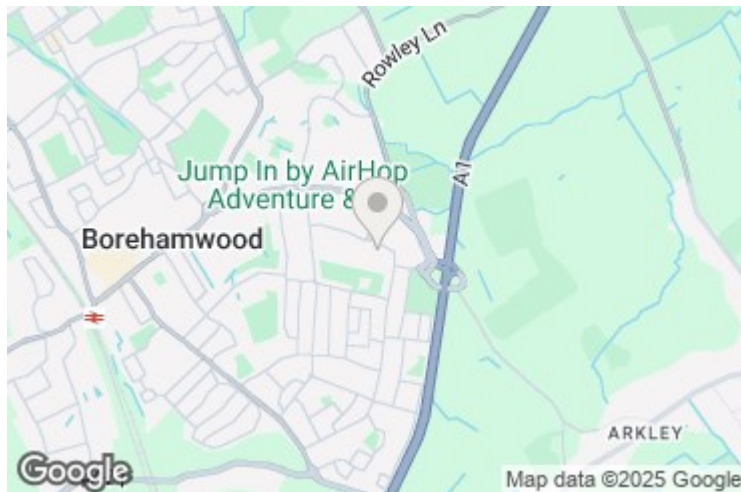 Rowley Ln
A1
Jump In by AirHop
Adventure &
Borehamwood
ARKLEY
Google
Map data ©2025 Google